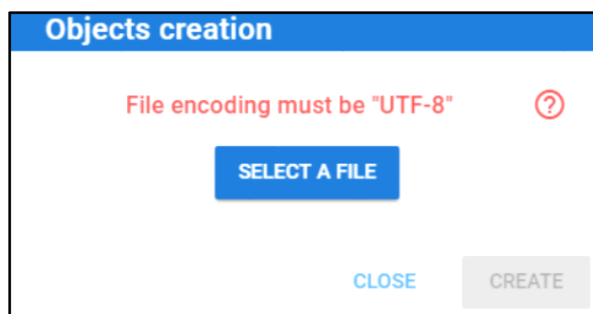 Objects creation
File encoding must be "UTF-8"
SELECT A FILE
CLOSE CREATE